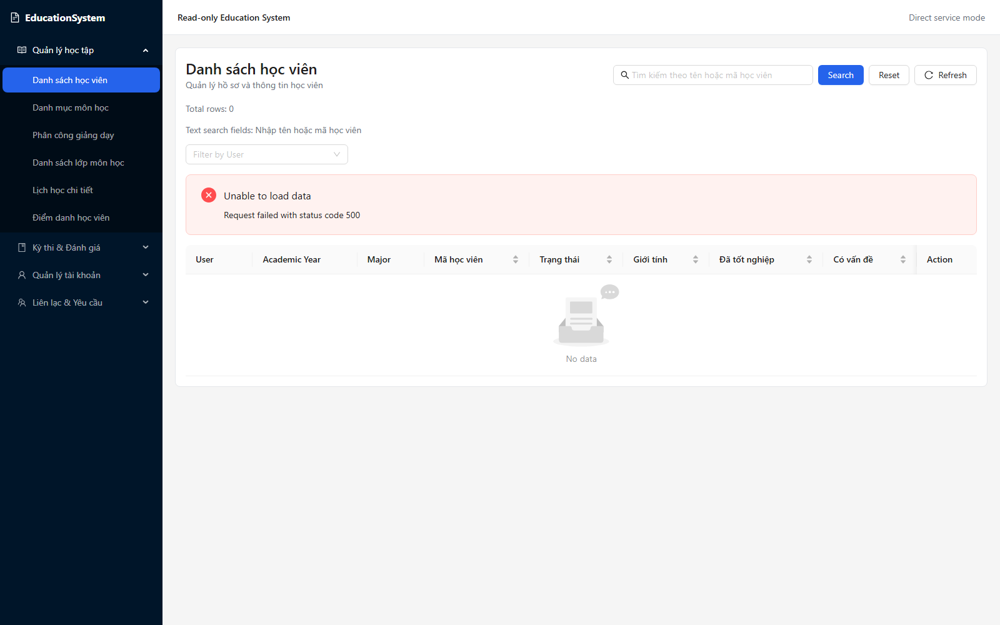 EducationSystem
Quản lý học tập
Danh sách học viên
Danh mục môn học
Phân công giảng dạy
Danh sách lớp môn học
Lịch học chi tiết
Điểm danh học viên
Kỳ thi & Đánh giá
Quản lý tài khoản
Liên lạc & Yêu cầu
Read-only Education System
Direct service mode
Danh sách học viên
Quản lý hồ sơ và thông tin học viên
Tìm kiếm theo tên hoặc mã học viên
Search
Reset
Refresh
Total rows: 0
Text search fields: Nhập tên hoặc mã học viên
Filter by User
Unable to load data
Request failed with status code 500
User Academic Year Major Mã học viên Trạng thái Giới tính Đã tốt nghiệp Có vấn đề Action
No data